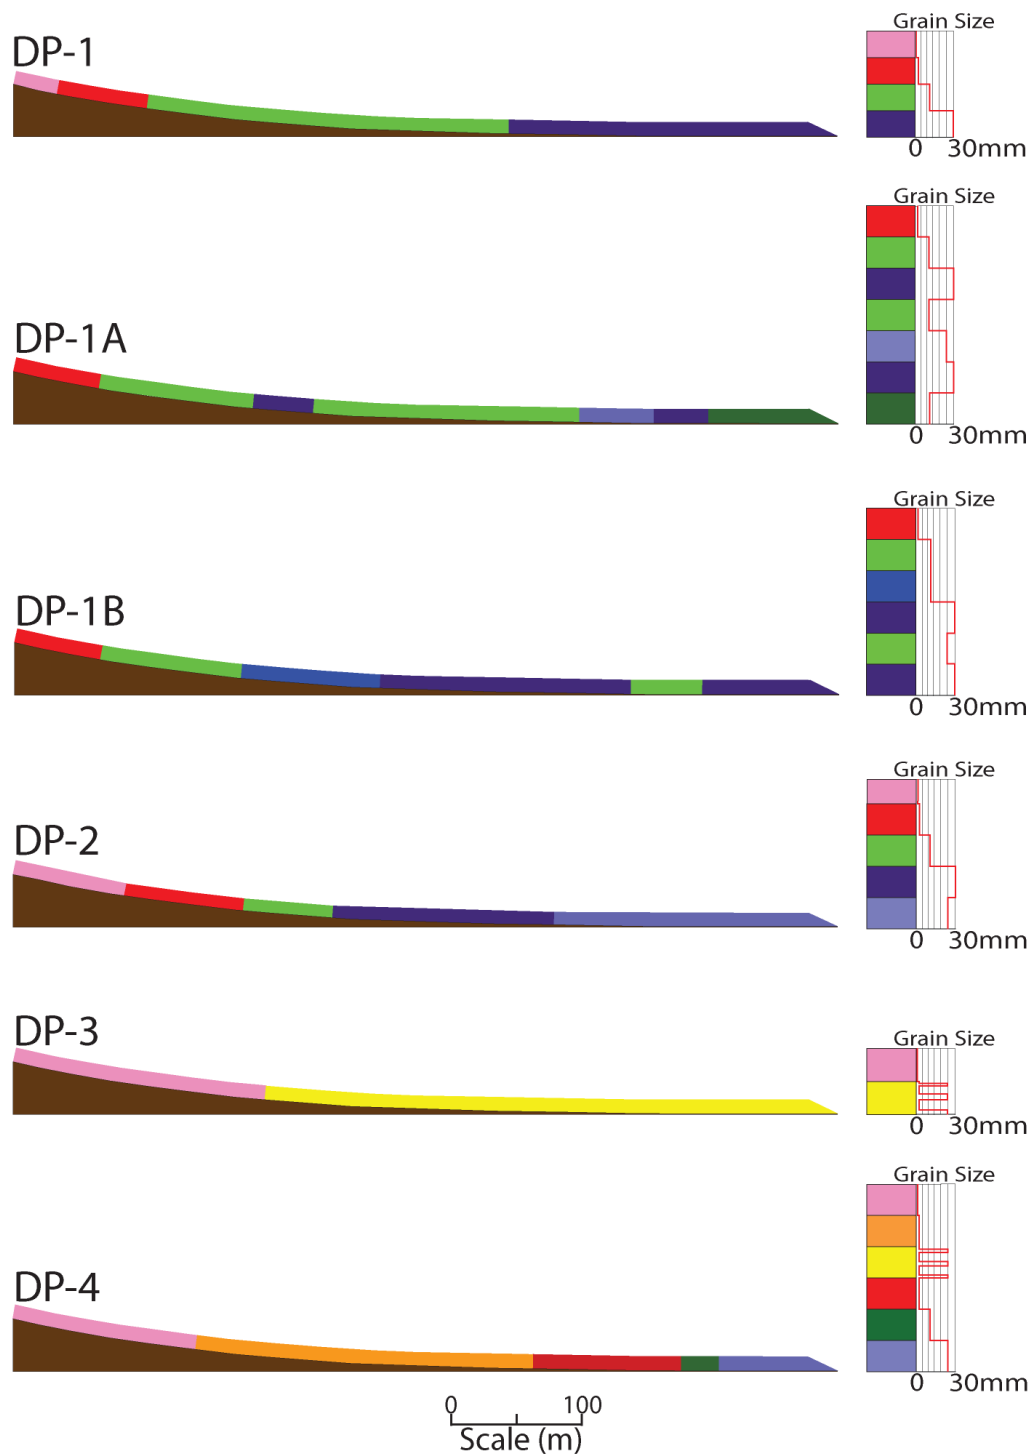 Grain Size
DP-1
0 30mm
Grain Size
DP-1A
0 30mm
Grain Size
DP-1B
0 30mm
Grain Size
DP-2
0 30mm
DP-3
Grain Size
0 30mm
Grain Size
DP-4
0 30mm
0 100
Scale (m)